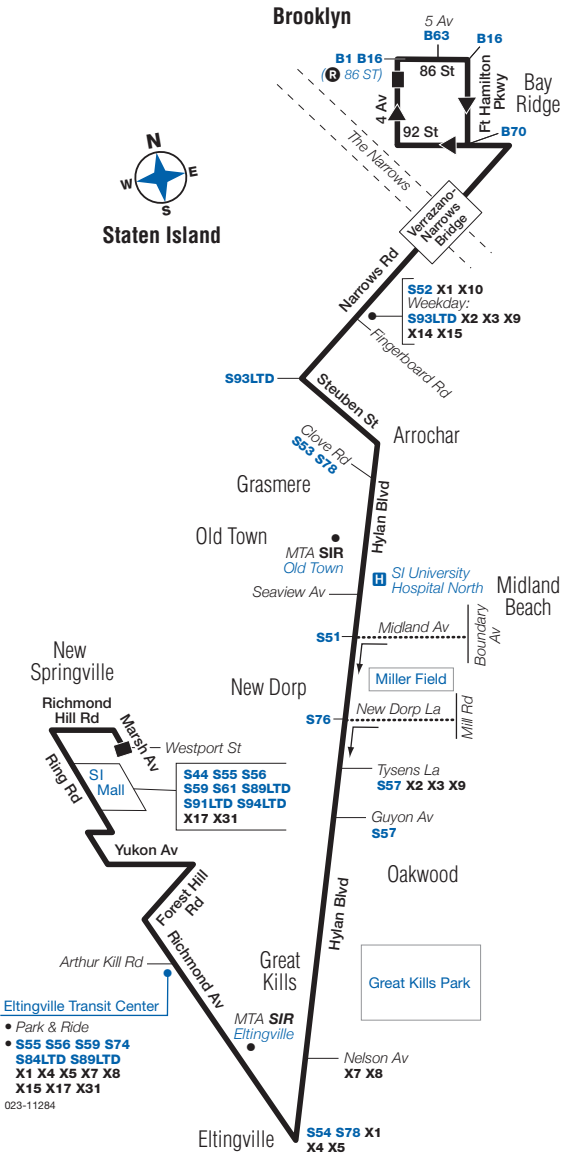 Brooklyn
5 Av
B63
B16
B1 B16
(R 86 ST)
86 St
4 Av
Ft Hamilton
Pkwy
Bay
Ridge
92 St
B70
The Narrows
N
W
E
S
Staten Island
Verrazano-
Narrows
Bridge
Narrows Rd
S52 X1 X10
Weekday:
S93LTD X2 X3 X9
X14 X15
Fingerboard Rd
S93LTD
Steuben St
Arrochar
Clove Rd
S53 S78
Grasmere
Hylan Blvd
Old Town
MTA SIR
Old Town
H SI University
Hospital North
Seaview Av
Midland
Beach
S51
Midland Av
Boundary
Av
New
Springville
New Dorp
Miller Field
Richmond
Hill Rd
Marsh Av
Westport St
S76
New Dorp La
Mill Rd
Ring Rd
SI
Mall
S44 S55 S56
S59 S61 S89LTD
S91LTD S94LTD
X17 X31
Tysens La
S57 X2 X3 X9
Guyon Av
S57
Yukon Av
Oakwood
Forest Hill
Rd
Hylan Blvd
Richmond Av
Arthur Kill Rd
Great
Kills
Great Kills Park
Eltingville Transit Center
• Park & Ride
• S55 S56 S59 S74
S84LTD S89LTD
X1 X4 X5 X7 X8
X15 X17 X31
023-11284
MTA SIR
Eltingville
Nelson Av
X7 X8
Eltingville
S54 S78 X1
X4 X5